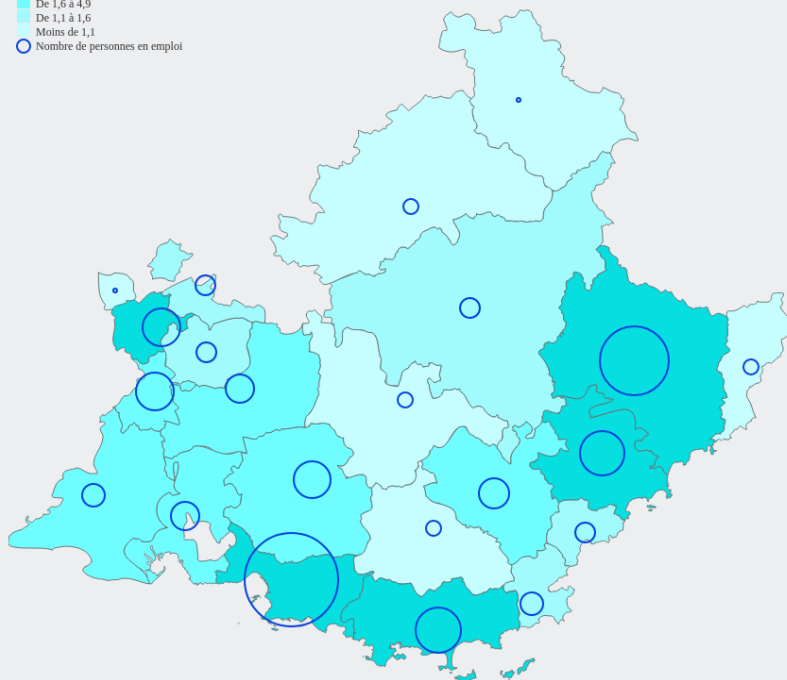 De 1,6 à 4,9
De 1,1 à 1,6
Moins de 1,1
Nombre de personnes en emploi